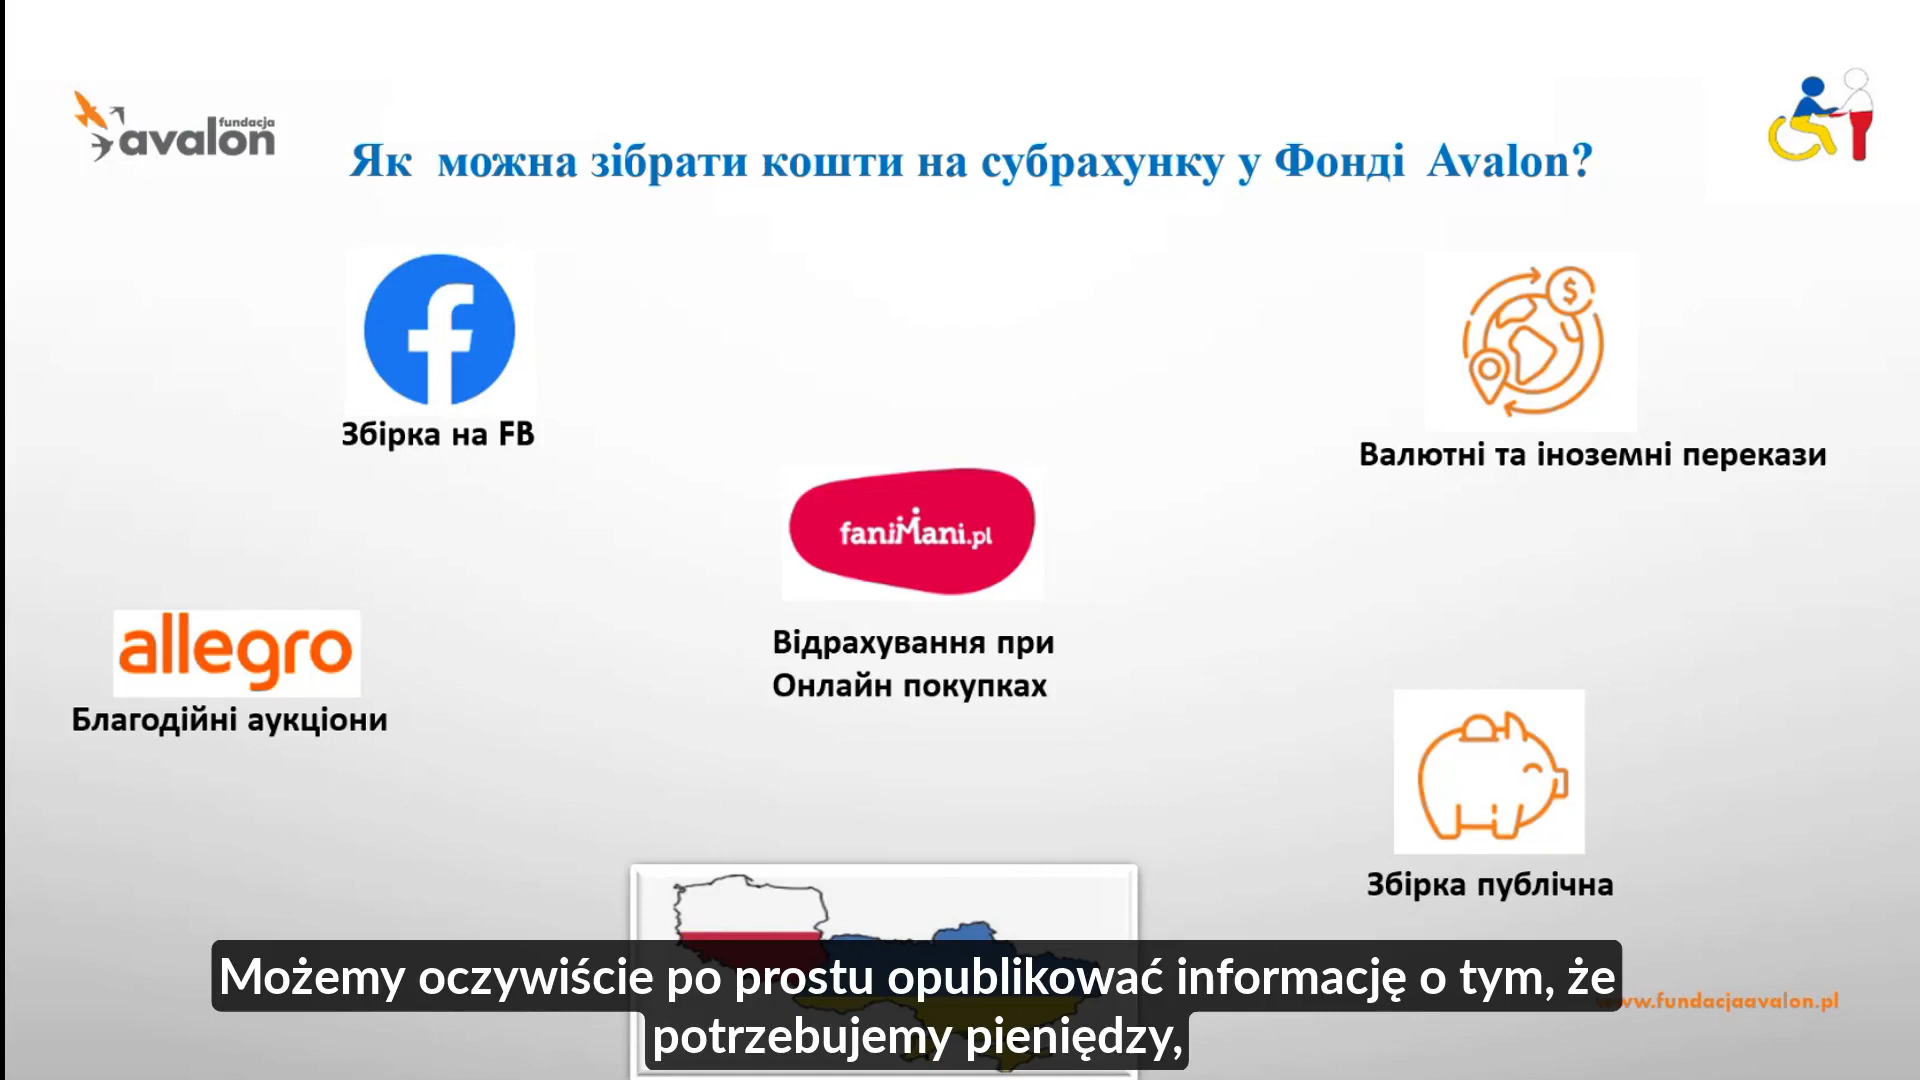 fundacja
avalon
Як можна зібрати кошти на субрахунку у Фонді Avalon?
Збірка на FB
$
Валютні та іноземні перекази
faniMani.pl
Відрахування при
Онлайн покупках
allegro
Благодійні аукціони
Збірка публічна
Możemy oczywiście po prostu opublikować informację o tym, że
potrzebujemy pieniędzy,
www.fundacjaavalon.pl